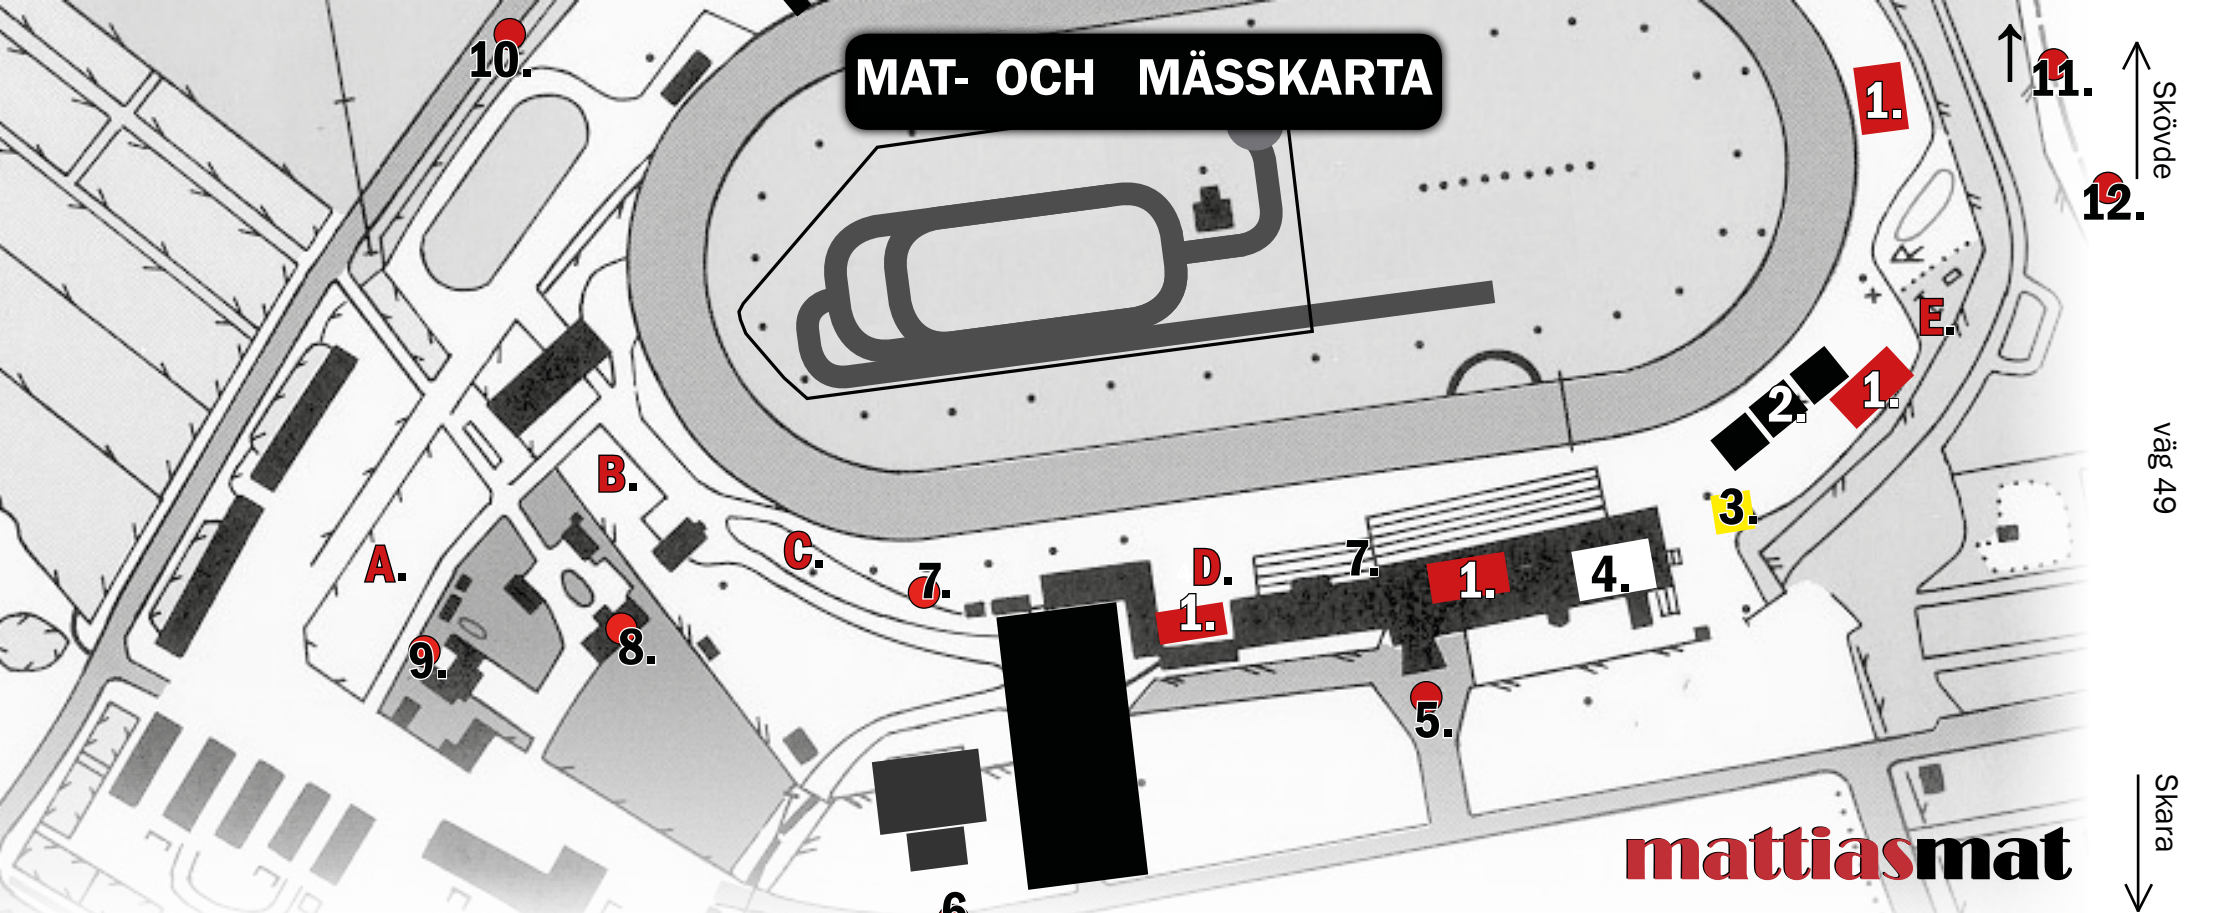 MAT- OCH MÄSSKARTA
10.
11.
Skövde
1.
12.
R
E.
1.
2.
väg 49
B.
3.
A.
C.
7.
D.
7.
1.
4.
1.
9.
8.
5.
Skara
mattiasmat
6